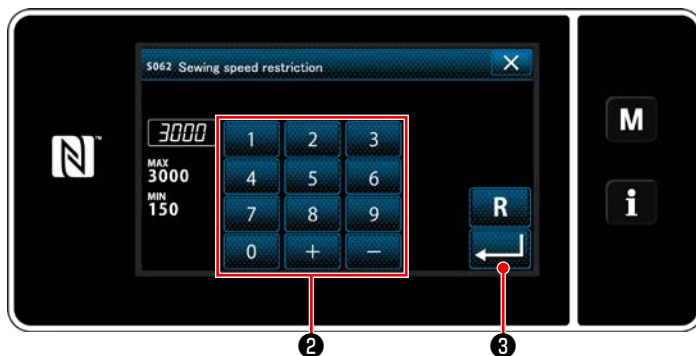 S062 Sewing speed restriction
3000
MAX
3000
MIN
150
1 2 3
4 5 6
7 8 9
0 + −
R
M
i
N™
❷ ❸